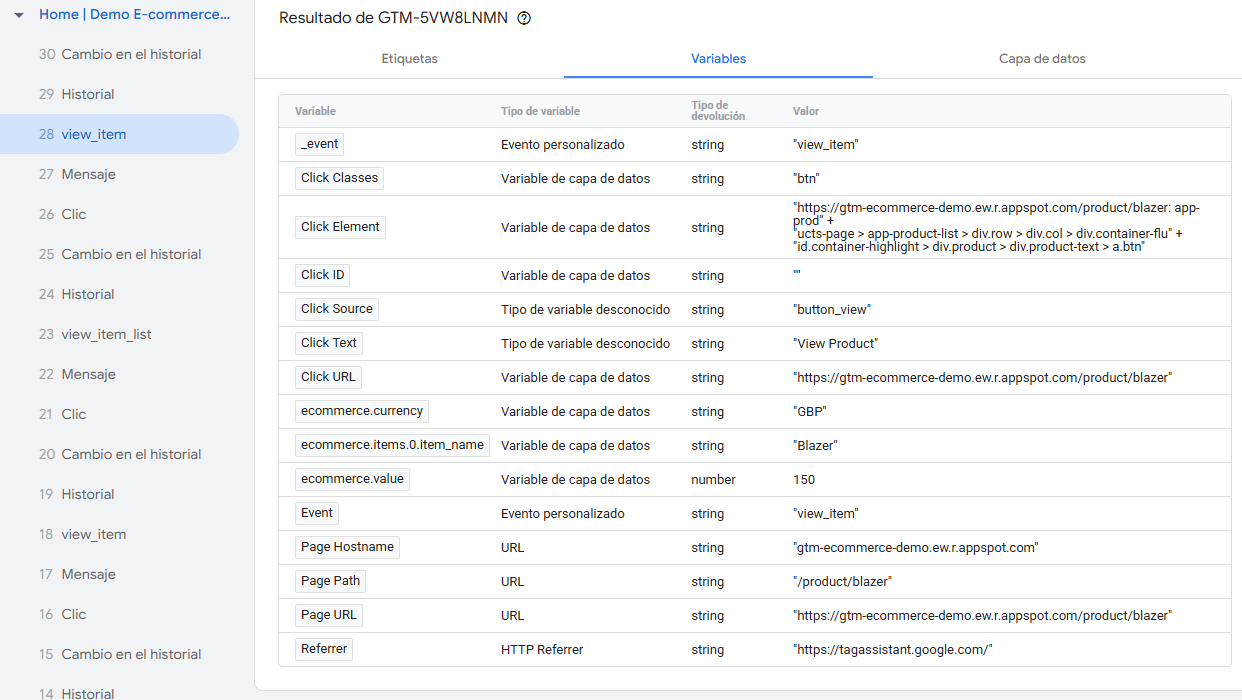 Home | Demo E-commerce...
30 Cambio en el historial
29 Historial
28 view_item
27 Mensaje
26 Clic
25 Cambio en el historial
24 Historial
23 view_item_list
22 Mensaje
21 Clic
20 Cambio en el historial
19 Historial
18 view_item
17 Mensaje
16 Clic
15 Cambio en el historial
14 Historial
Resultado de GTM-5VW8LNMN
Etiquetas Variables Capa de datos
Variable Tipo de variable Tipo de devolución Valor
_event Evento personalizado string "view_item"
Click Classes Variable de capa de datos string "btn"
Click Element Variable de capa de datos string "https://gtm-ecommerce-demo.ew.r.appspot.com/product/blazer: app-
prod" +
"ucts-page > app-product-list > div.row > div.col > div.container-flu" +
"id.container-highlight > div.product > div.product-text > a.btn"
Click ID Variable de capa de datos string ""
Click Source Tipo de variable desconocido string "button_view"
Click Text Tipo de variable desconocido string "View Product"
Click URL Variable de capa de datos string "https://gtm-ecommerce-demo.ew.r.appspot.com/product/blazer"
ecommerce.currency Variable de capa de datos string "GBP"
ecommerce.items.0.item_name Variable de capa de datos string "Blazer"
ecommerce.value Variable de capa de datos number 150
Event Evento personalizado string "view_item"
Page Hostname URL string "gtm-ecommerce-demo.ew.r.appspot.com"
Page Path URL string "/product/blazer"
Page URL URL string "https://gtm-ecommerce-demo.ew.r.appspot.com/product/blazer"
Referrer HTTP Referrer string "https://tagassistant.google.com/"